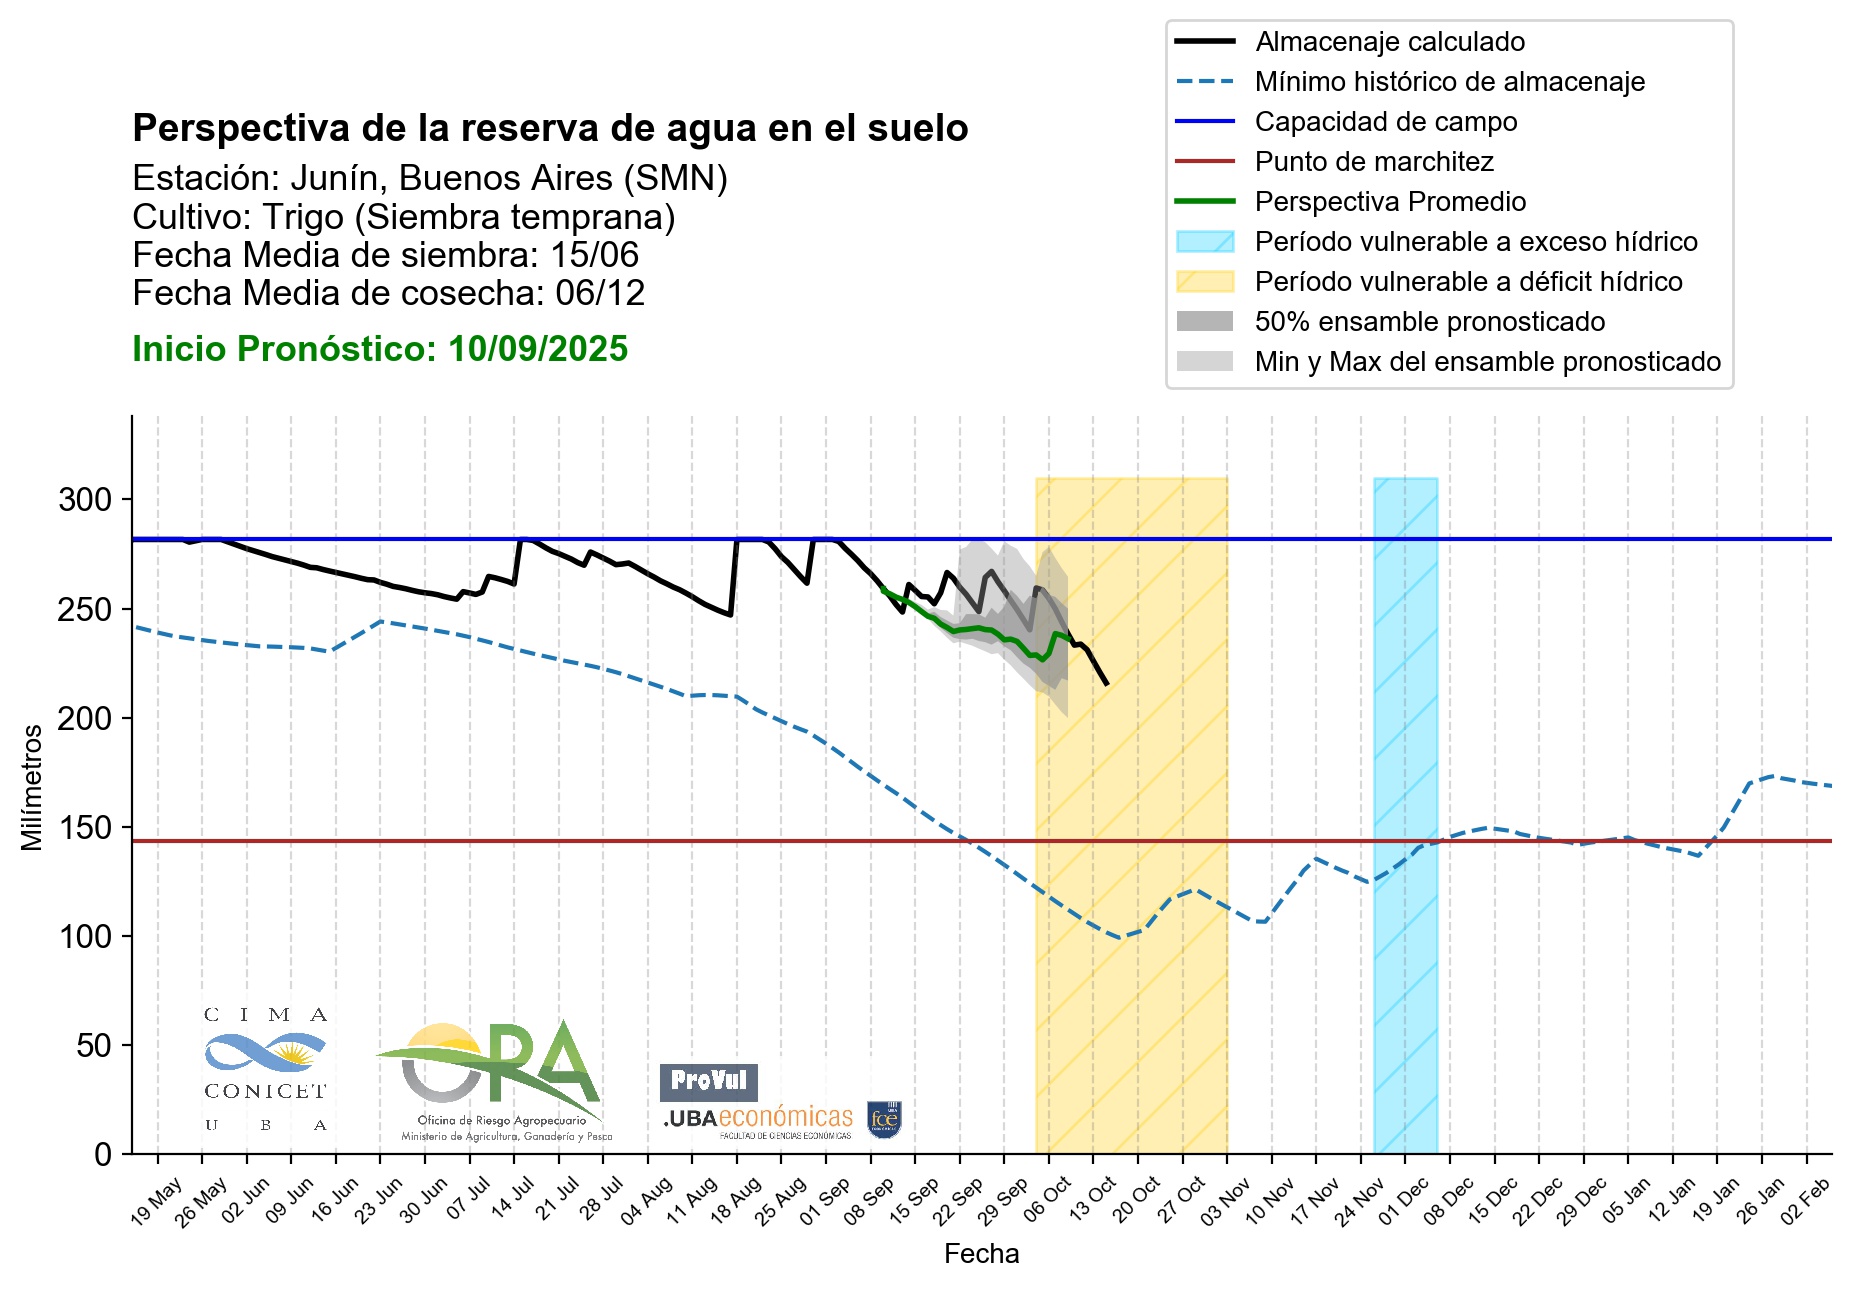 Almacenaje calculado
Mínimo histórico de almacenaje
Capacidad de campo
Punto de marchitez
Perspectiva Promedio
Período vulnerable a exceso hídrico
Período vulnerable a déficit hídrico
50% ensamble pronosticado
Min y Max del ensamble pronosticado
Perspectiva de la reserva de agua en el suelo
Estación: Junín, Buenos Aires (SMN)
Cultivo: Trigo (Siembra temprana)
Fecha Media de siembra: 15/06
Fecha Media de cosecha: 06/12
Inicio Pronóstico: 10/09/2025
Milímetros
300
250
200
150
100
50
0
C I M A
CONICET
U B A
ORA
Oficina de Riesgo Agropecuario
Ministerio de Agricultura, Ganadería y Pesca
ProVul
.UBAeconómicas
FACULTAD DE CIENCIAS ECONÓMICAS
fce
19 May
26 May
02 Jun
09 Jun
16 Jun
23 Jun
30 Jun
07 Jul
14 Jul
21 Jul
28 Jul
04 Aug
11 Aug
18 Aug
25 Aug
01 Sep
08 Sep
15 Sep
22 Sep
29 Sep
06 Oct
13 Oct
20 Oct
27 Oct
03 Nov
10 Nov
17 Nov
24 Nov
01 Dec
08 Dec
15 Dec
22 Dec
29 Dec
05 Jan
12 Jan
19 Jan
26 Jan
02 Feb
Fecha